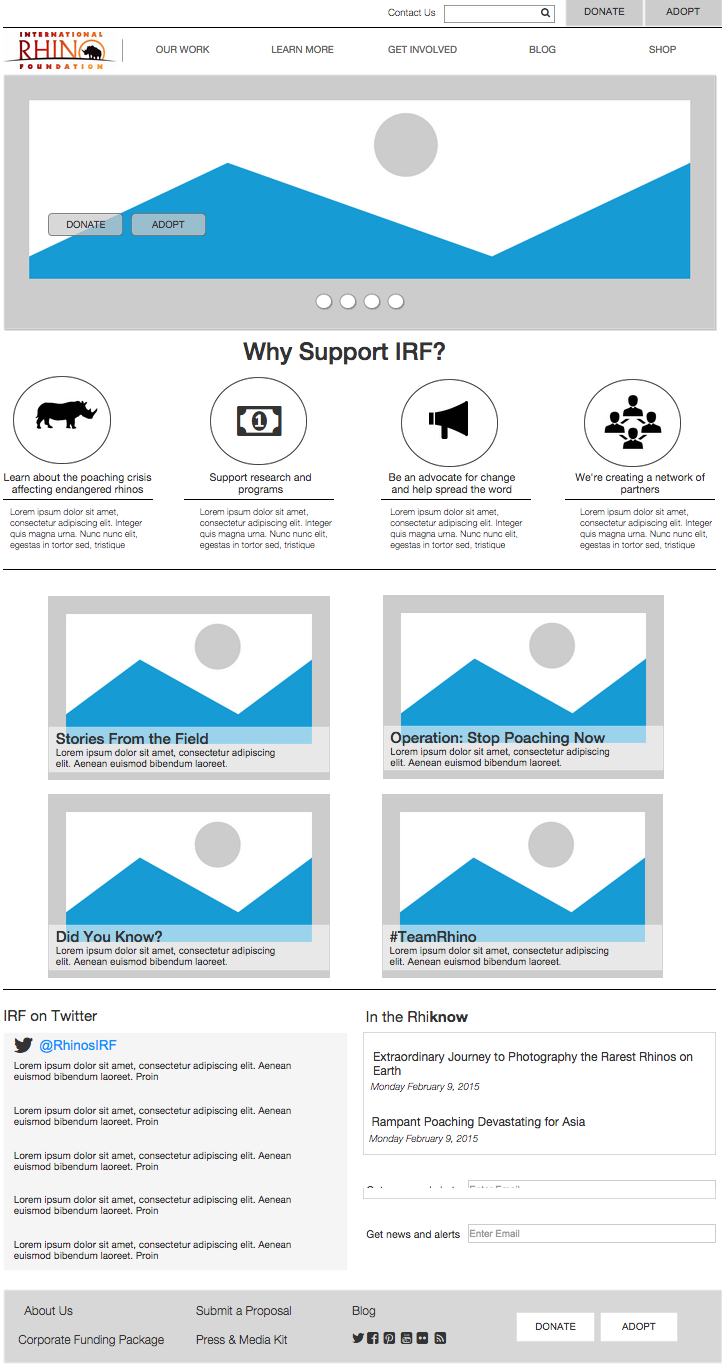 Contact Us
DONATE
ADOPT
INTERNATIONAL
RHINO
FOUNDATION
OUR WORK
LEARN MORE
GET INVOLVED
BLOG
SHOP
DONATE
ADOPT
Why Support IRF?
1
Learn about the poaching crisis
affecting endangered rhinos
Lorem ipsum dolor sit amet,
consectetur adipiscing elit. Integer
quis magna urna. Nunc nunc elit,
egestas in tortor sed, tristique
Support research and
programs
Lorem ipsum dolor sit amet,
consectetur adipiscing elit. Integer
quis magna urna. Nunc nunc elit,
egestas in tortor sed, tristique
Be an advocate for change
and help spread the word
Lorem ipsum dolor sit amet,
consectetur adipiscing elit. Integer
quis magna urna. Nunc nunc elit,
egestas in tortor sed, tristique
We're creating a network of
partners
Lorem ipsum dolor sit amet,
consectetur adipiscing elit. Integer
quis magna urna. Nunc nunc elit,
egestas in tortor sed, tristique
Stories From the Field
Lorem ipsum dolor sit amet, consectetur adipiscing
elit. Aenean euismod bibendum laoreet.
Operation: Stop Poaching Now
Lorem ipsum dolor sit amet, consectetur adipiscing
elit. Aenean euismod bibendum laoreet.
Did You Know?
Lorem ipsum dolor sit amet, consectetur adipiscing
elit. Aenean euismod bibendum laoreet.
#TeamRhino
Lorem ipsum dolor sit amet, consectetur adipiscing
elit. Aenean euismod bibendum laoreet.
IRF on Twitter
@RhinosIRF
Lorem ipsum dolor sit amet, consectetur adipiscing elit. Aenean
euismod bibendum laoreet. Proin
Lorem ipsum dolor sit amet, consectetur adipiscing elit. Aenean
euismod bibendum laoreet. Proin
Lorem ipsum dolor sit amet, consectetur adipiscing elit. Aenean
euismod bibendum laoreet. Proin
Lorem ipsum dolor sit amet, consectetur adipiscing elit. Aenean
euismod bibendum laoreet. Proin
Lorem ipsum dolor sit amet, consectetur adipiscing elit. Aenean
euismod bibendum laoreet. Proin
In the Rhiknow
Extraordinary Journey to Photography the Rarest Rhinos on
Earth
Monday February 9, 2015
Rampant Poaching Devastating for Asia
Monday February 9, 2015
Enter Email
Get news and alerts
Enter Email
About Us
Submit a Proposal
Blog
Corporate Funding Package
Press & Media Kit
DONATE
ADOPT